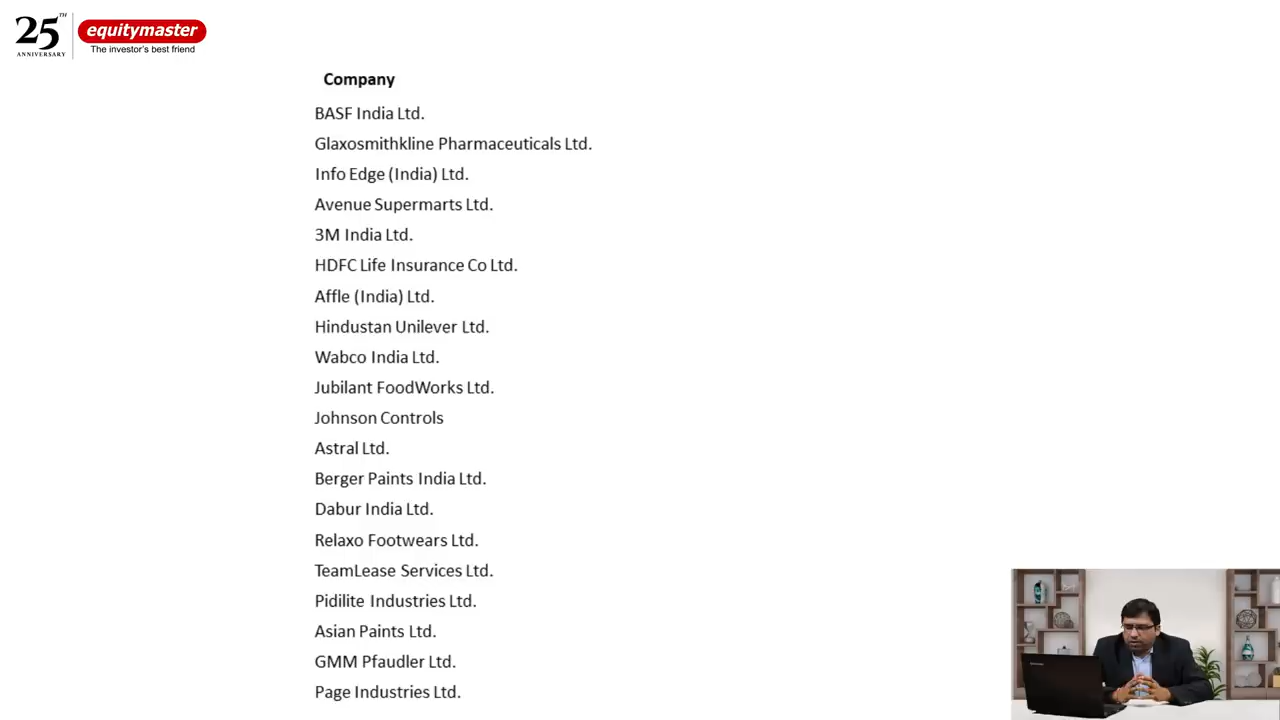 25TH
ANNIVERSARY
equitymaster
The investor's best friend
Company
BASF India Ltd.
Glaxosmithkline Pharmaceuticals Ltd.
Info Edge (India) Ltd.
Avenue Supermarts Ltd.
3M India Ltd.
HDFC Life Insurance Co Ltd.
Affle (India) Ltd.
Hindustan Unilever Ltd.
Wabco India Ltd.
Jubilant FoodWorks Ltd.
Johnson Controls
Astral Ltd.
Berger Paints India Ltd.
Dabur India Ltd.
Relaxo Footwears Ltd.
TeamLease Services Ltd.
Pidilite Industries Ltd.
Asian Paints Ltd.
GMM Pfaudler Ltd.
Page Industries Ltd.